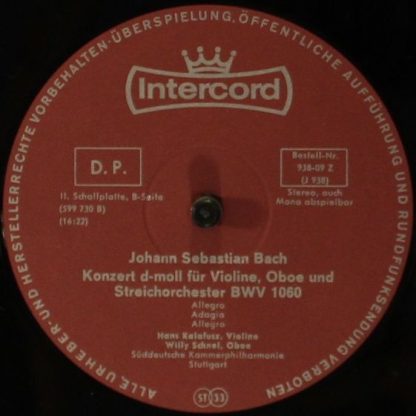 ALLE URHEBER- UND HERSTELLERRECHTE VORBEHALTEN · ÜBERSPIELUNG, ÖFFENTLICHE AUFFÜHRUNG UND RUNDFUNKSENDUNG VERBOTEN
Intercord
D. P.
Bestell-Nr.
938-09 Z
(J 938)
II. Schallplatte, B-Seite
(S99 730 B)
(16:22)
Stereo, auch
Mono abspielbar
Johann Sebastian Bach
Konzert d-moll für Violine, Oboe und
Streichorchester BWV 1060
Allegro
Adagio
Allegro
Hans Kalafusz, Violine
Willy Schnel, Oboe
Süddeutsche Kammerphilharmonie
Stuttgart
ST 33